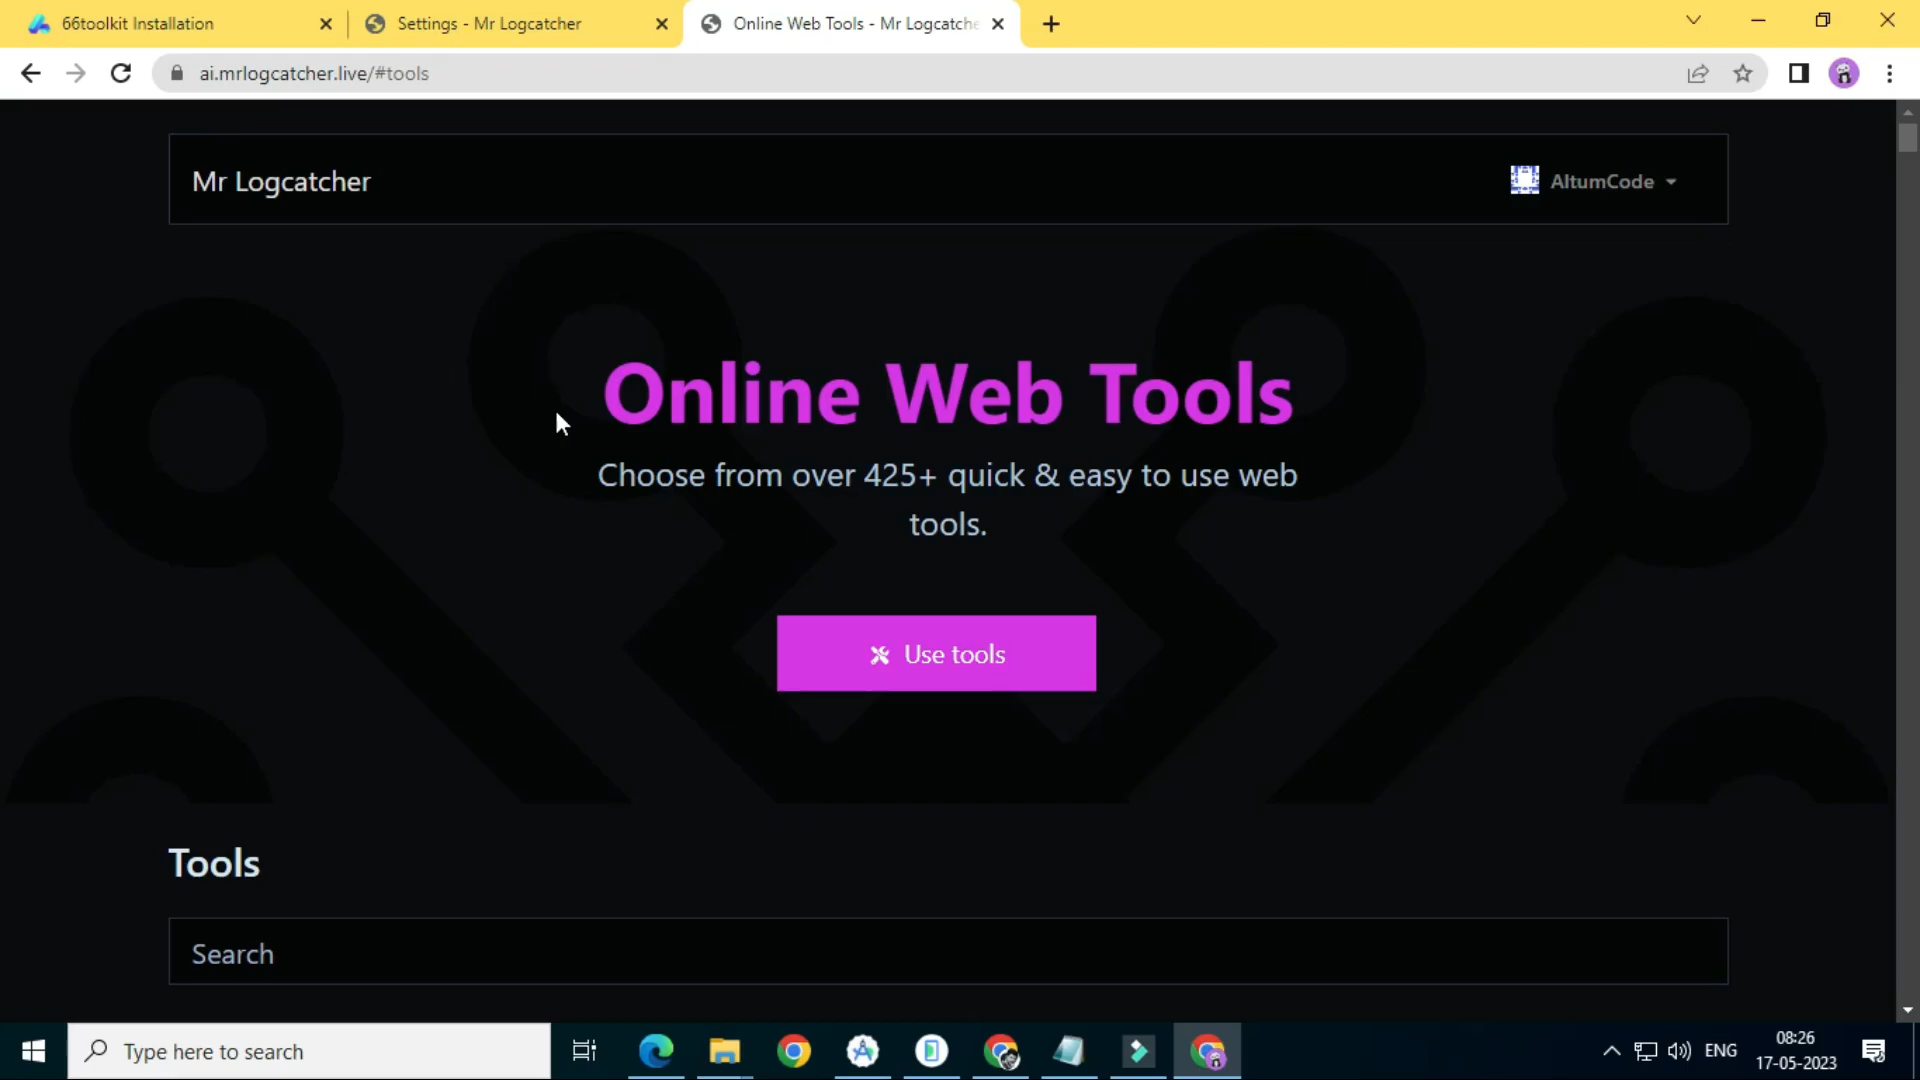 66toolkit Installation
Settings - Mr Logcatcher
Online Web Tools - Mr Logcatche
ai.mrlogcatcher.live/#tools
Mr Logcatcher
AltumCode
Online Web Tools
Choose from over 425+ quick & easy to use web
tools.
Use tools
Tools
Search
Type here to search
ENG
08:26
17-05-2023